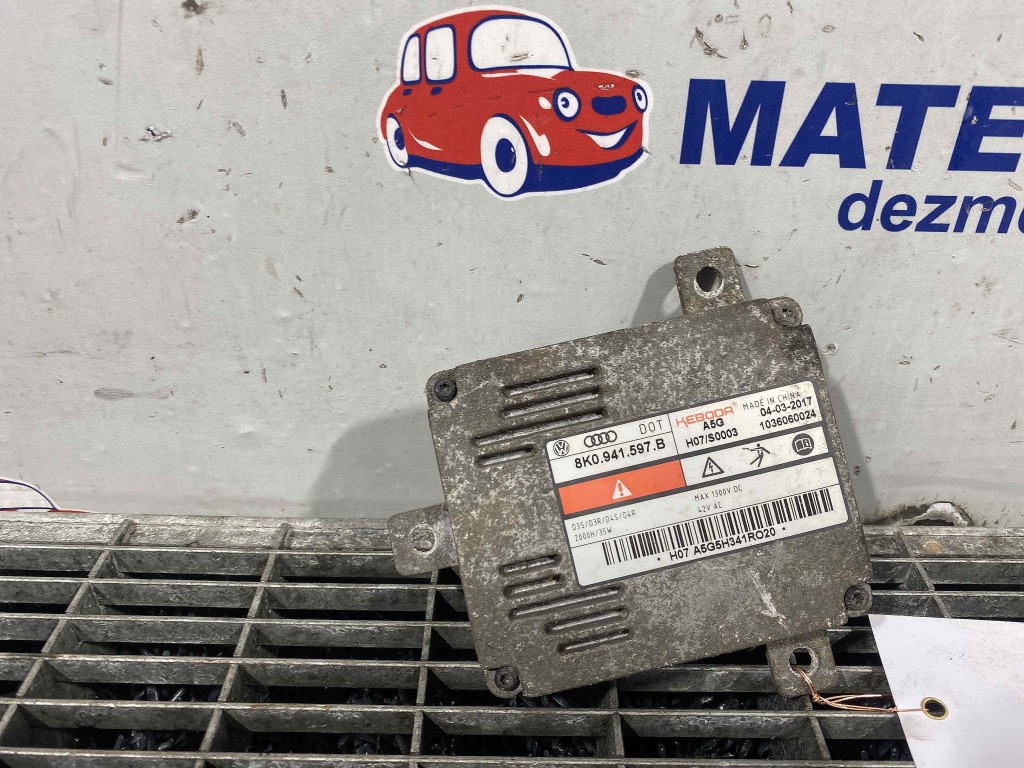 MATE
dezm
DOT
8K0.941.597.B
KEBODA
MADE IN CHINA
A5G
04-03-2017
H07/S0003
1036060024
MAX 1300V DC
42V AC
D3S/D3R/D4S/D4R
2000H/35W
* H07 A5G5H341RO20 *